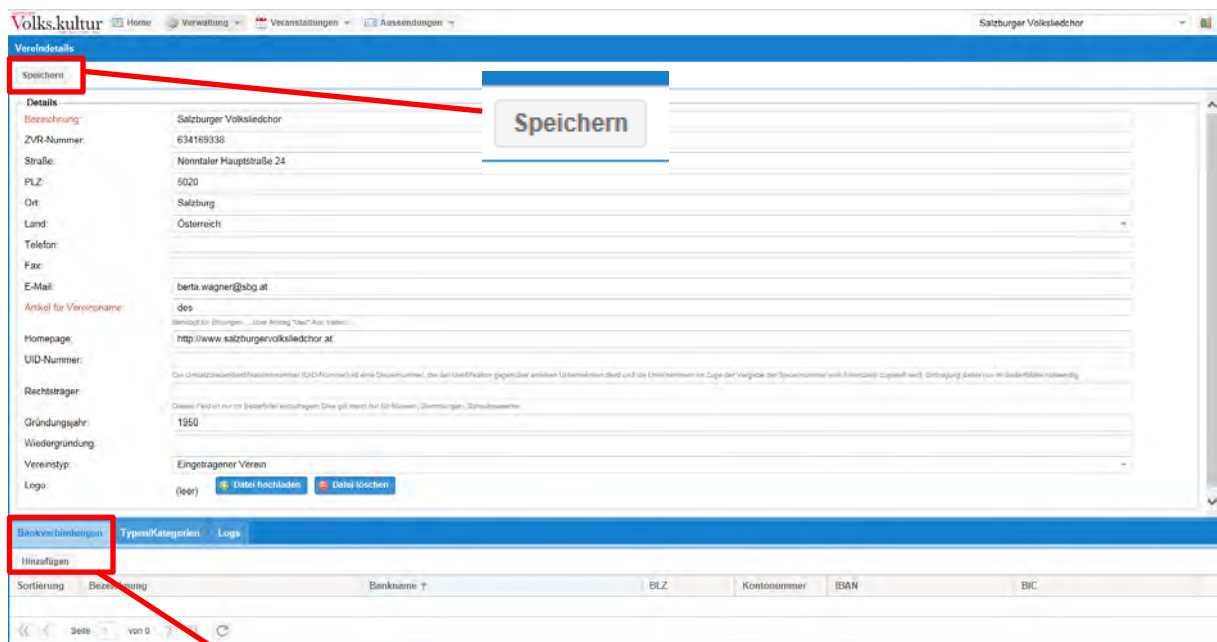 Volks.kultur Home Verwaltung Veranstaltungen Aussendungen Salzburger Volksliedchor
Vereindetails
Speichern
Speichern
Details
Bezeichnung: Salzburger Volksliedchor
ZVR-Nummer: 634169338
Straße: Nonntaler Hauptstraße 24
PLZ: 5020
Ort: Salzburg
Land: Österreich
Telefon:
Fax:
E-Mail: berta.wagner@sbg.at
Artikel für Vereinsname: des
Homepage: http://www.salzburgervolksliedchor.at
UID-Nummer:
Rechtsträger:
Gründungsjahr: 1950
Wiedergründung:
Vereinstyp: Eingetragener Verein
Logo: (leer) Datei hochladen Datei löschen
Bankverbindungen Typen/Kategorien Logs
Hinzufügen
Sortierung Bezeichnung Bankname BLZ Kontonummer IBAN BIC
Seite von 0